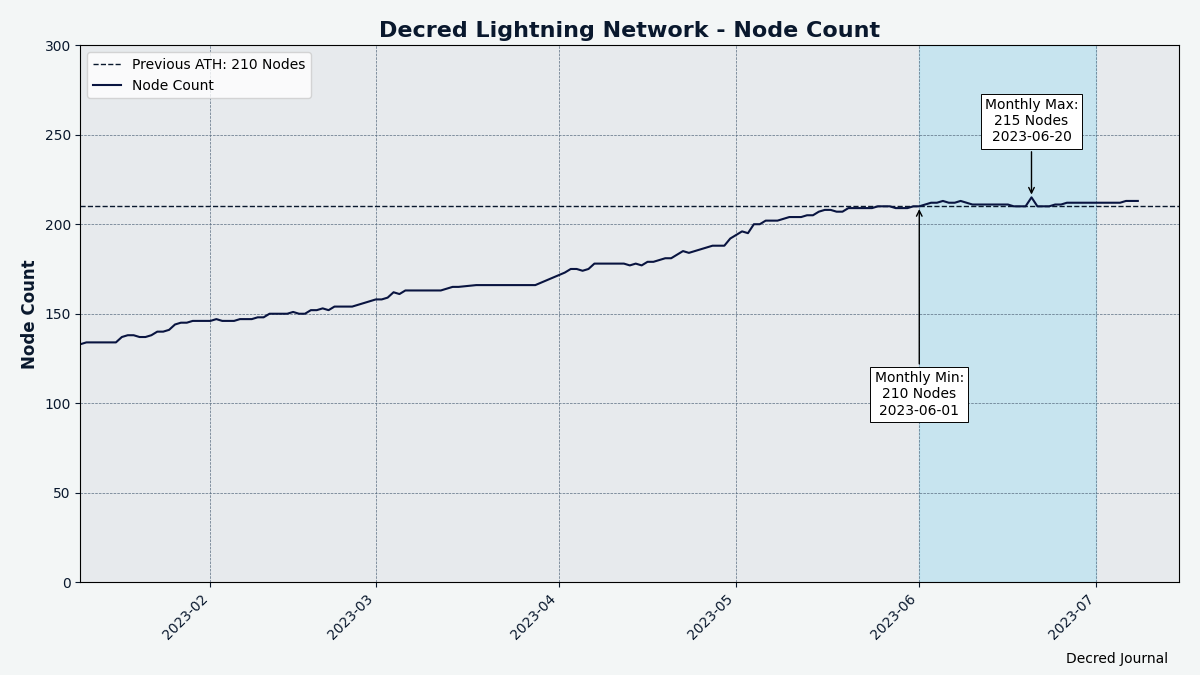 Decred Lightning Network - Node Count
Previous ATH: 210 Nodes
Node Count
Monthly Max:
215 Nodes
2023-06-20
Monthly Min:
210 Nodes
2023-06-01
Node Count
300
250
200
150
100
50
0
2023-02
2023-03
2023-04
2023-05
2023-06
2023-07
Decred Journal